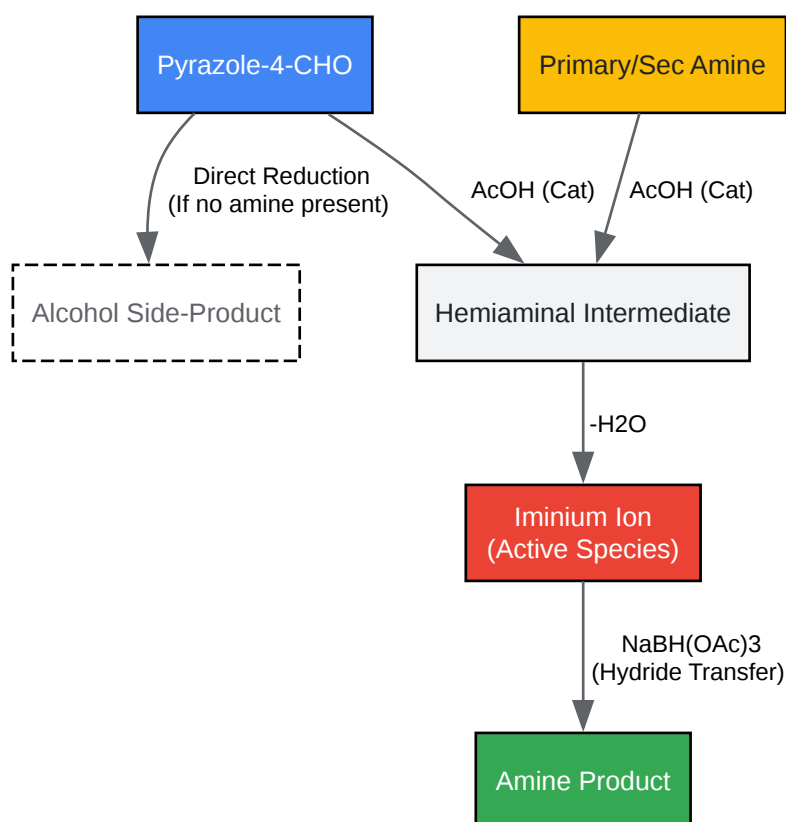 Pyrazole-4-CHO
Primary/Sec Amine
Direct Reduction
(If no amine present)
AcOH (Cat)
AcOH (Cat)
Alcohol Side-Product
Hemiaminal Intermediate
-H2O
Iminium Ion
(Active Species)
NaBH(OAc)3
(Hydride Transfer)
Amine Product